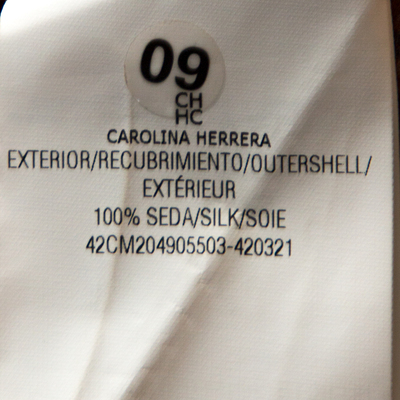 09
CH
HC
CAROLINA HERRERA
EXTERIOR/RECUBRIMIENTO/OUTERSHELL/
EXTÉRIEUR
100% SEDA/SILK/SOIE
42CM204905503-420321